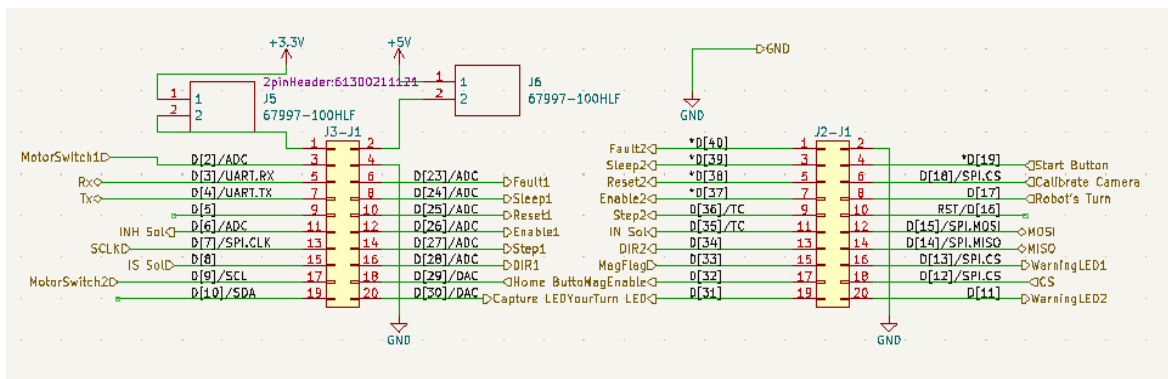 +3.3V +5V GND
2pinHeader:61300211121
1 1 J5 1 1 J6
2 2 67997-100HLF 2 2 67997-100HLF GND
J3-J1 J2-J1
1 2 Fault2 *D[40] 1 2
MotorSwitch1 D[2]/ADC 3 4 Sleep2 *D[39] 3 4 *D[19] Start Button
Rx D[3]/UART.RX 5 6 D[23]/ADC Fault1 Reset2 *D[38] 5 6 D[18]/SPI.CS Calibrate Camera
Tx D[4]/UART.TX 7 8 D[24]/ADC Sleep1 Enable2 *D[37] 7 8 D[17] Robot's Turn
D[5] 9 10 D[25]/ADC Reset1 Step2 D[36]/TC 9 10 RST/D[16]
INH Sol D[6]/ADC 11 12 D[26]/ADC Enable1 IN Sol D[35]/TC 11 12 D[15]/SPI.MOSI MOSI
SCLK D[7]/SPI.CLK 13 14 D[27]/ADC Step1 DIR2 D[34] 13 14 D[14]/SPI.MISO MISO
IS Sol D[8] 15 16 D[28]/ADC DIR1 MagFlag D[33] 15 16 D[13]/SPI.CS WarningLED1
MotorSwitch2 D[9]/SCL 17 18 D[29]/DAC Home Button MagEnable D[32] 17 18 D[12]/SPI.CS CS
D[10]/SDA 19 20 D[30]/DAC Capture LED YourTurn LED D[31] 19 20 D[11] WarningLED2
GND GND